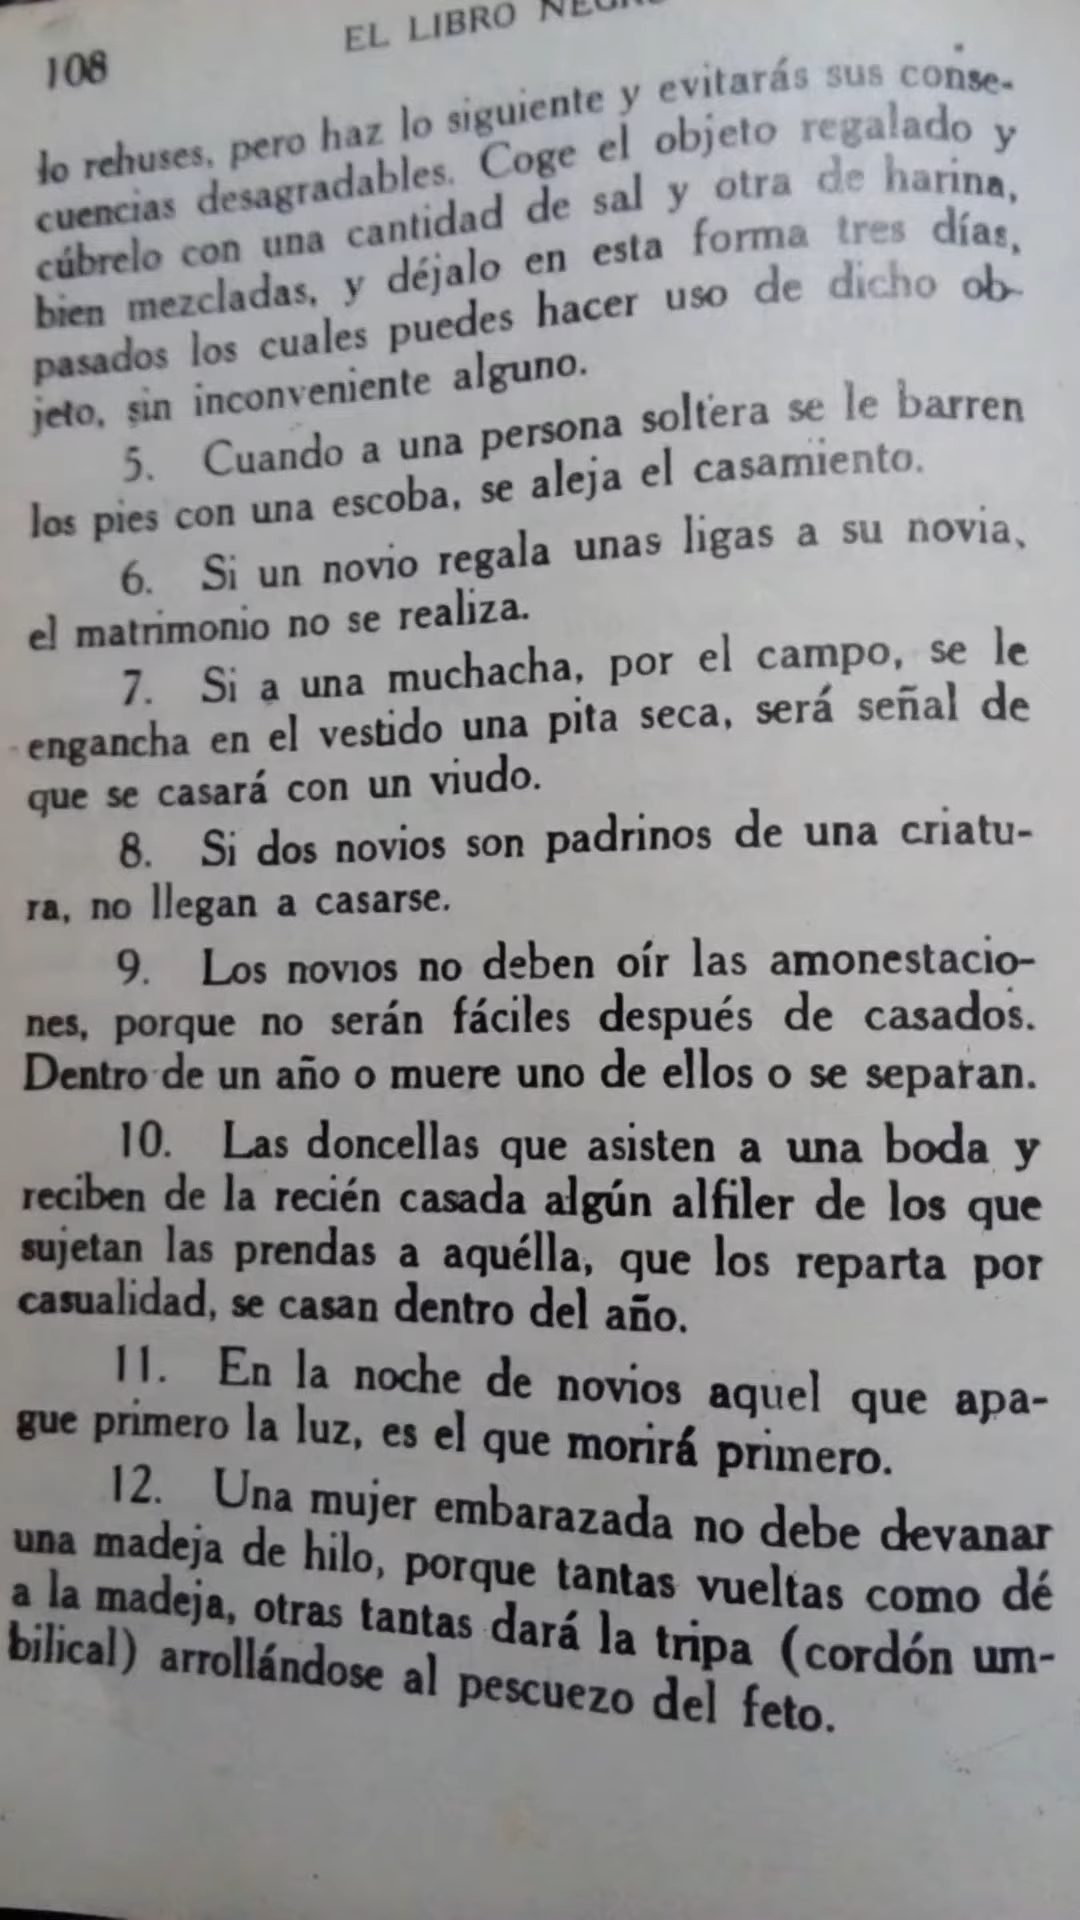 108
EL LIBRO NEGRO
lo rehuses, pero haz lo siguiente y evitarás sus conse-
cuencias desagradables. Coge el objeto regalado y
cúbrelo con una cantidad de sal y otra de harina,
bien mezcladas, y déjalo en esta forma tres días,
pasados los cuales puedes hacer uso de dicho ob-
jeto, sin inconveniente alguno.
5. Cuando a una persona soltera se le barren
los pies con una escoba, se aleja el casamiento.
6. Si un novio regala unas ligas a su novia,
el matrimonio no se realiza.
7. Si a una muchacha, por el campo, se le
engancha en el vestido una pita seca, será señal de
que se casará con un viudo.
8. Si dos novios son padrinos de una criatu-
ra, no llegan a casarse.
9. Los novios no deben oír las amonestacio-
nes, porque no serán fáciles después de casados.
Dentro de un año o muere uno de ellos o se separan.
10. Las doncellas que asisten a una boda y
reciben de la recién casada algún alfiler de los que
sujetan las prendas a aquélla, que los reparta por
casualidad, se casan dentro del año.
11. En la noche de novios aquel que apa-
gue primero la luz, es el que morirá primero.
12. Una mujer embarazada no debe devanar
una madeja de hilo, porque tantas vueltas como dé
a la madeja, otras tantas dará la tripa (cordón um-
bilical) arrollándose al pescuezo del feto.